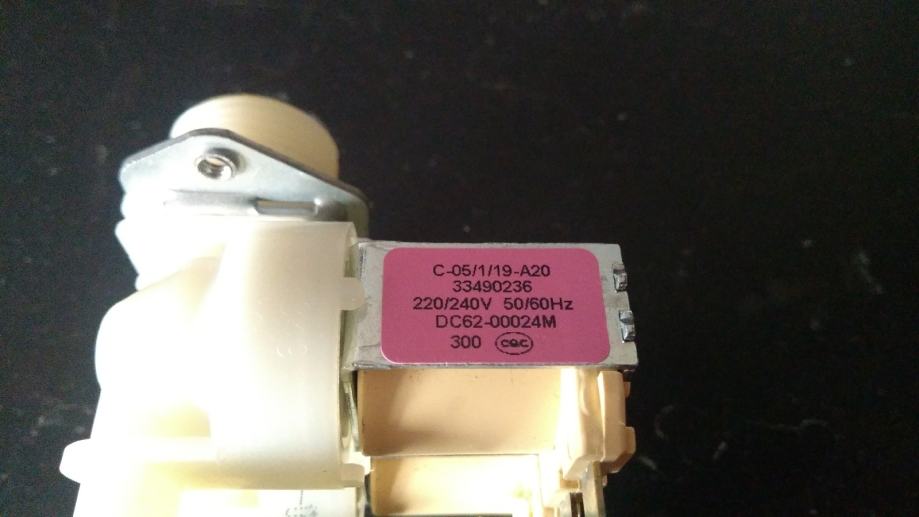 C-05/1/19-A20
33490236
220/240V 50/60Hz
DC62-00024M
300 CQC